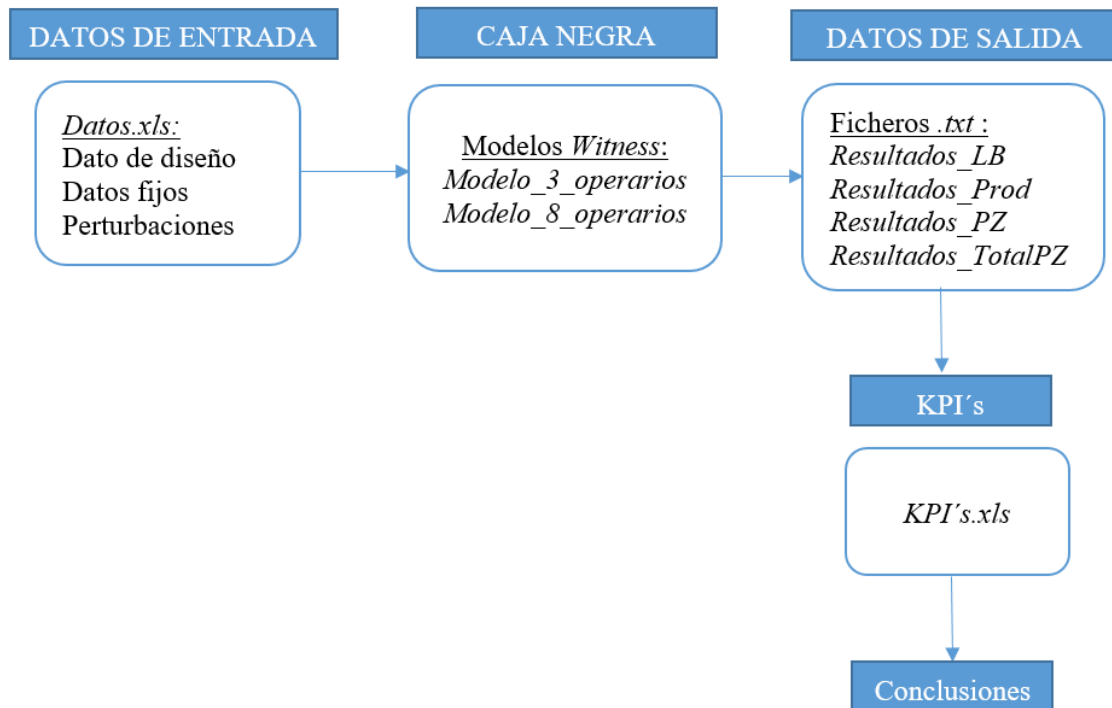 DATOS DE ENTRADA
Datos.xls:
Dato de diseño
Datos fijos
Perturbaciones
CAJA NEGRA
Modelos Witness:
Modelo_3_operarios
Modelo_8_operarios
DATOS DE SALIDA
Ficheros .txt :
Resultados_LB
Resultados_Prod
Resultados_PZ
Resultados_TotalPZ
KPI´s
KPI´s.xls
Conclusiones